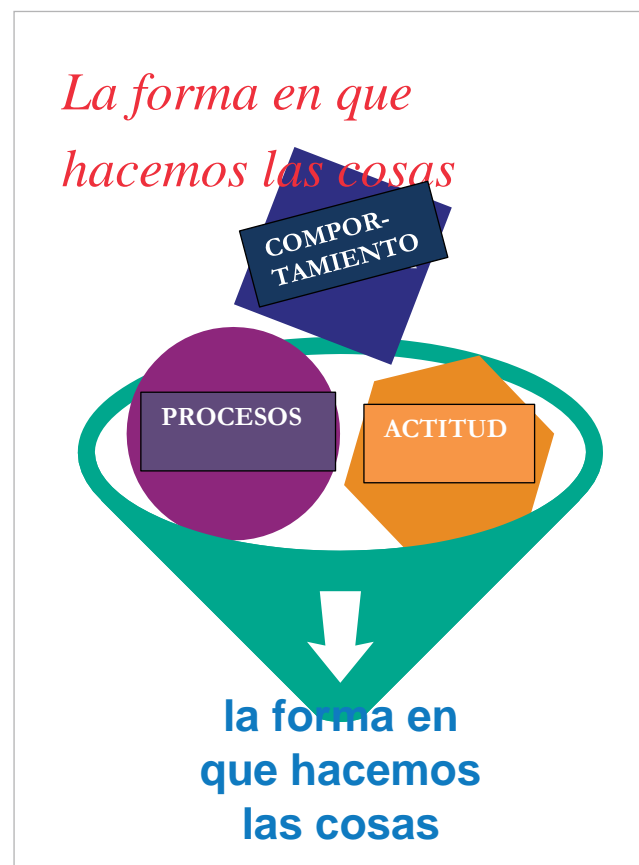 La forma en que
hacemos las cosas
COMPOR-
TAMIENTO
PROCESOS
ACTITUD
la forma en
que hacemos
las cosas